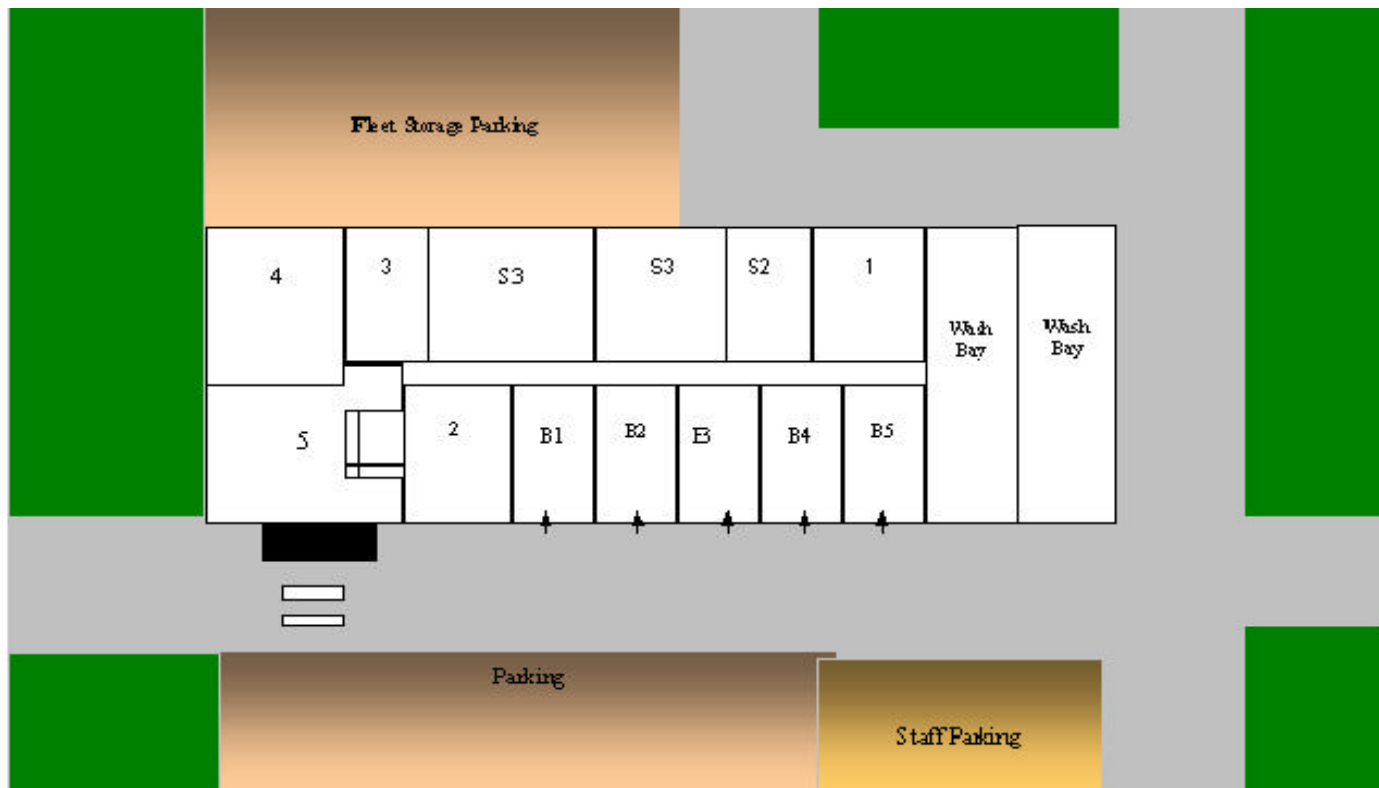 Fleet Storage Parking
4
3
S3
S3
S2
1
Wash
Bay
Wash
Bay
5
2
B1
B2
E3
B4
B5
Parking
Staff Parking